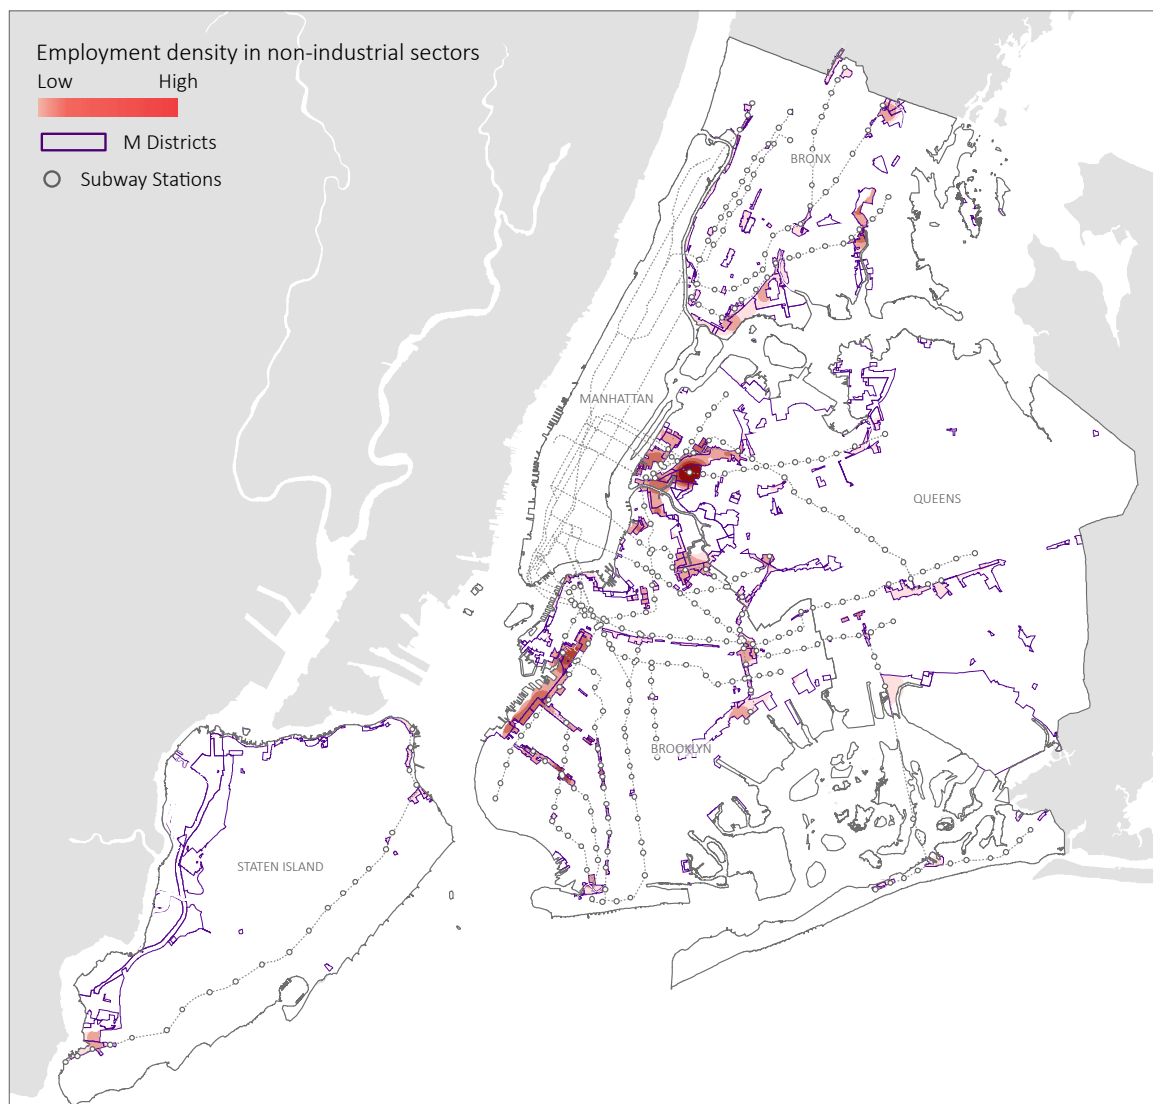 Employment density in non-industrial sectors
Low High
M Districts
Subway Stations
BRONX
MANHATTAN
QUEENS
BROOKLYN
STATEN ISLAND